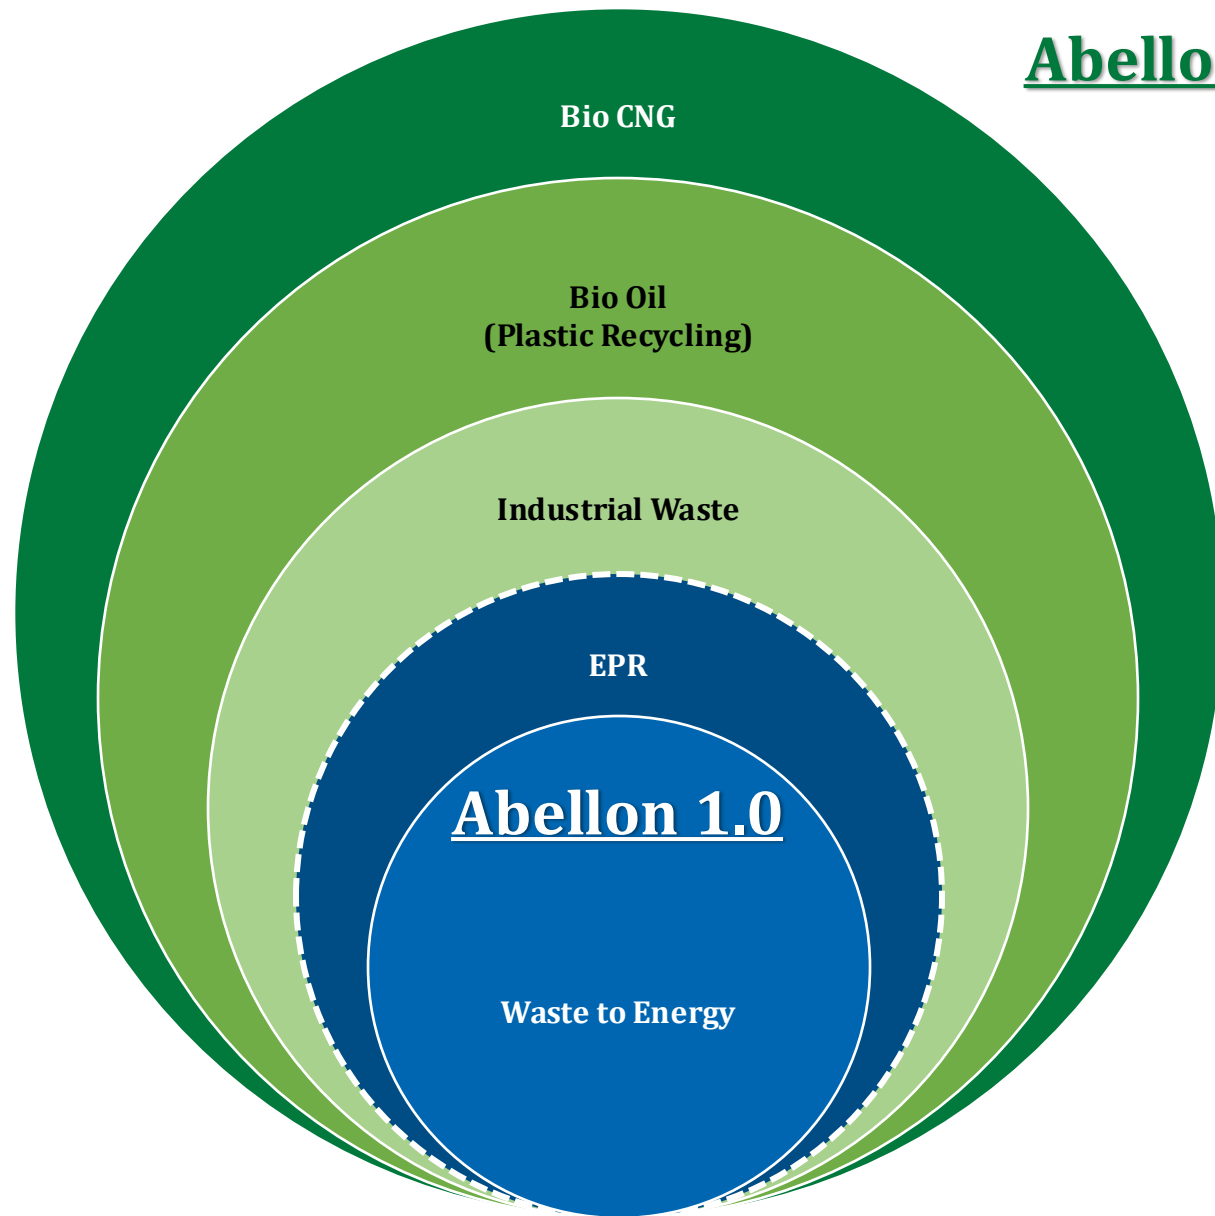 Abello
Bio CNG
Bio Oil
(Plastic Recycling)
Industrial Waste
EPR
Abellon 1.0
Waste to Energy